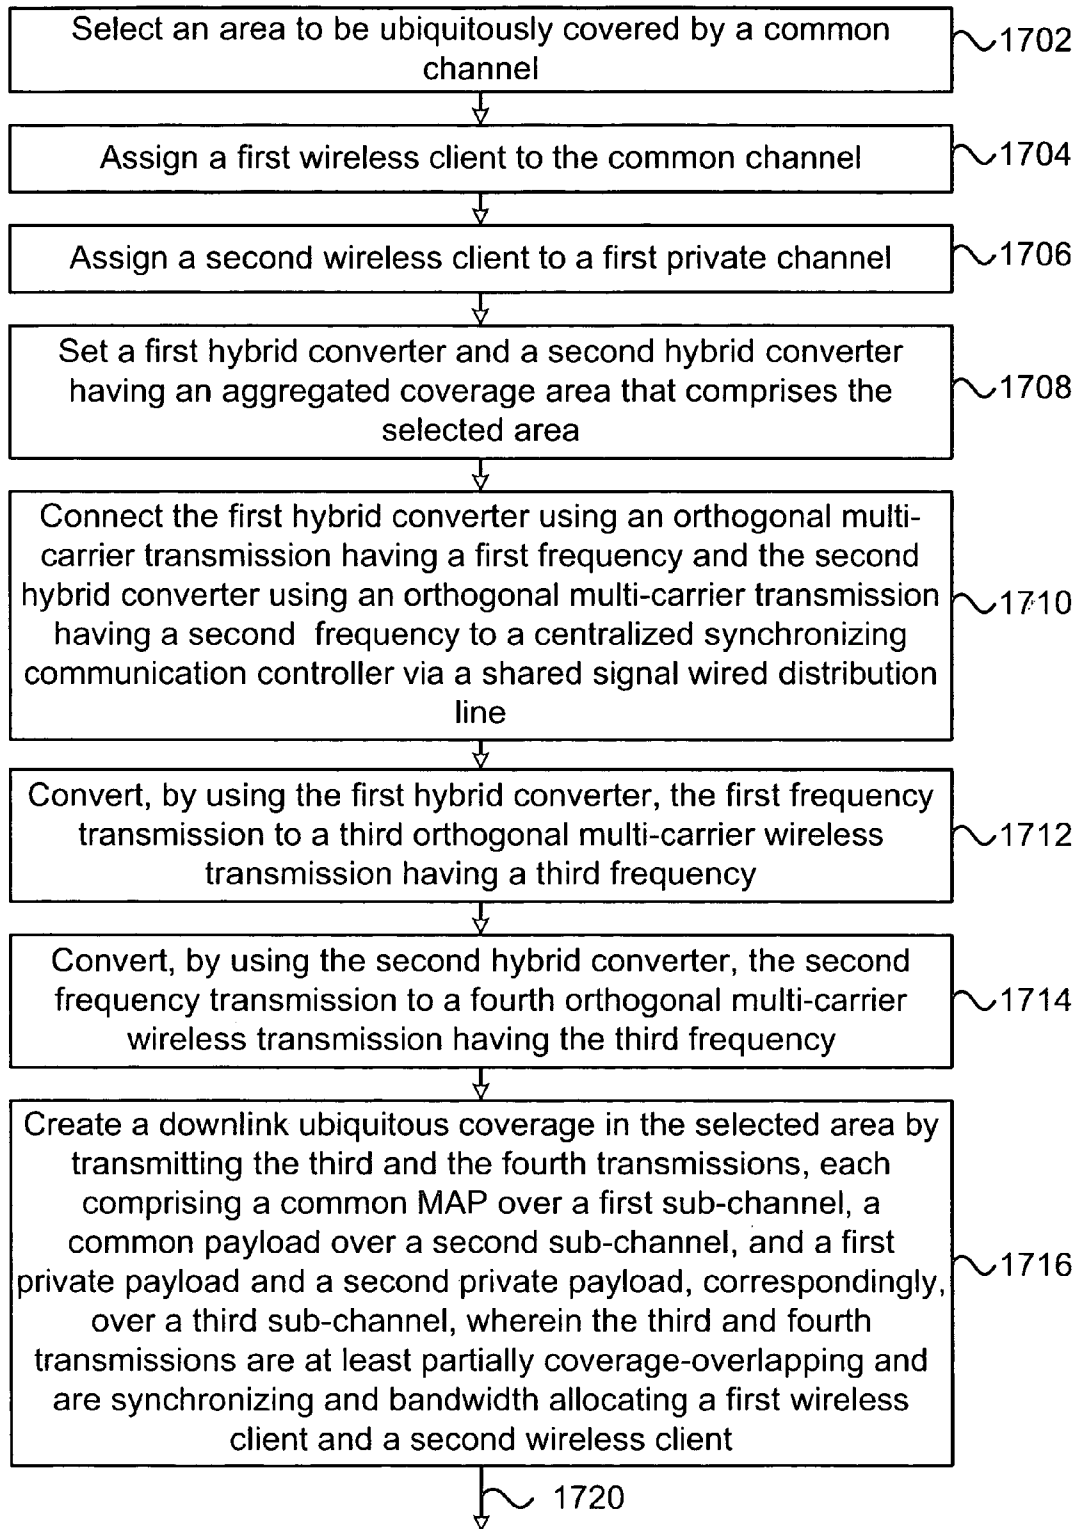 Select an area to be ubiquitously covered by a common
channel
1702
Assign a first wireless client to the common channel
1704
Assign a second wireless client to a first private channel
1706
Set a first hybrid converter and a second hybrid converter
having an aggregated coverage area that comprises the
selected area
1708
Connect the first hybrid converter using an orthogonal multi-
carrier transmission having a first frequency and the second
hybrid converter using an orthogonal multi-carrier transmission
having a second frequency to a centralized synchronizing
communication controller via a shared signal wired distribution
line
1710
Convert, by using the first hybrid converter, the first frequency
transmission to a third orthogonal multi-carrier wireless
transmission having a third frequency
1712
Convert, by using the second hybrid converter, the second
frequency transmission to a fourth orthogonal multi-carrier
wireless transmission having the third frequency
1714
Create a downlink ubiquitous coverage in the selected area by
transmitting the third and the fourth transmissions, each
comprising a common MAP over a first sub-channel, a
common payload over a second sub-channel, and a first
private payload and a second private payload, correspondingly,
over a third sub-channel, wherein the third and fourth
transmissions are at least partially coverage-overlapping and
are synchronizing and bandwidth allocating a first wireless
client and a second wireless client
1716
1720